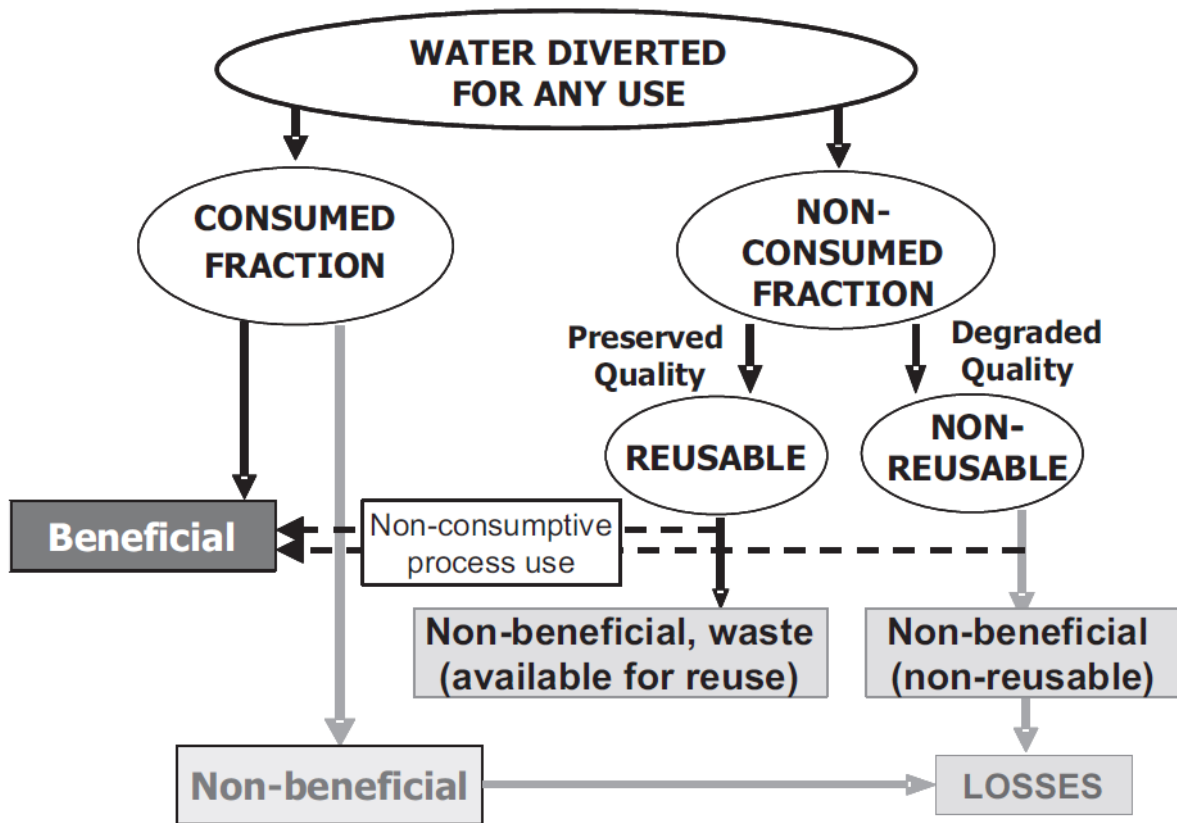 WATER DIVERTED
FOR ANY USE
CONSUMED
FRACTION
NON-
CONSUMED
FRACTION
Preserved
Quality
Degraded
Quality
REUSABLE
NON-
REUSABLE
Beneficial
Non-consumptive
process use
Non-beneficial, waste
(available for reuse)
Non-beneficial
(non-reusable)
Non-beneficial
LOSSES